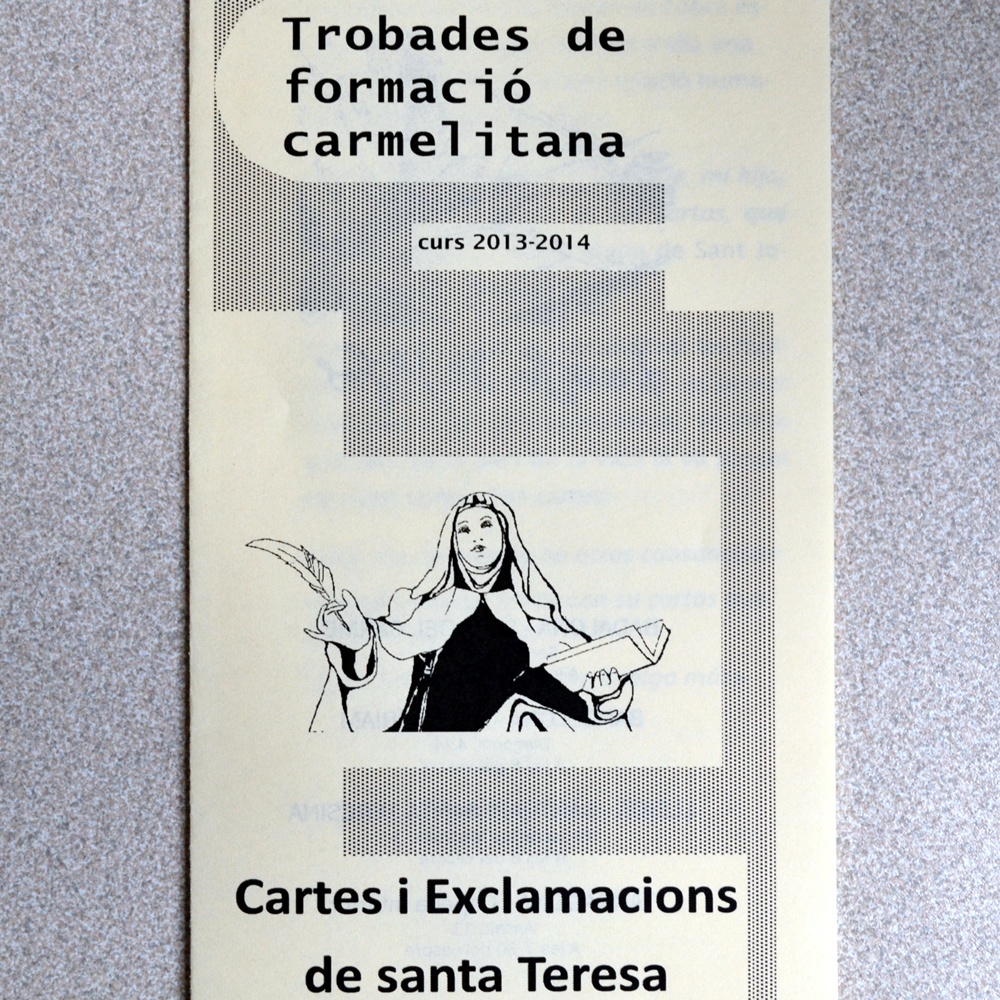 Trobades de
formació
carmelitana
curs 2013-2014
Cartes i Exclamacions
de santa Teresa